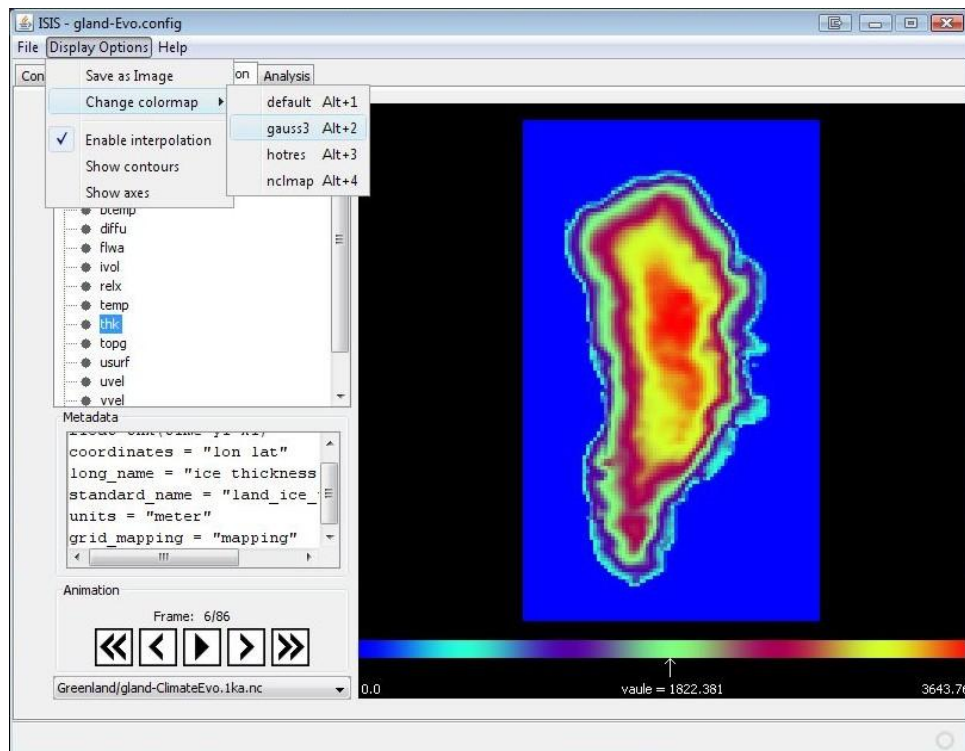 ISIS - gland-Evo.config
File Display Options Help
Con on Analysis
Save as Image
Change colormap
Enable interpolation
Show contours
Show axes
default Alt+1
gauss3 Alt+2
hotres Alt+3
nclmap Alt+4
btemp
diffu
flwa
ivol
relx
temp
thk
topg
usurf
uvel
vvel
Metadata
coordinates = "lon lat"
long_name = "ice thickness
standard_name = "land_ice_
units = "meter"
grid_mapping = "mapping"
Animation
Frame: 6/86
Greenland/gland-ClimateEvo.1ka.nc
0.0
vaule = 1822.381
3643.76